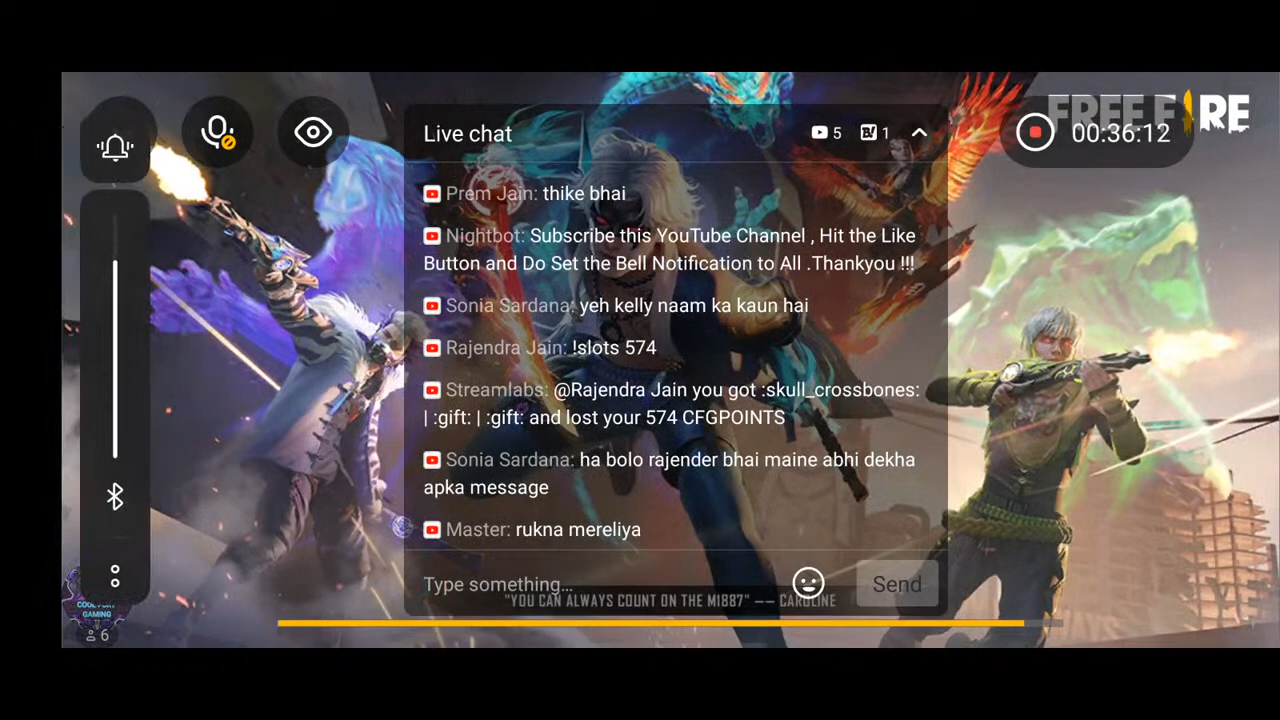 FREE FIRE
Live chat
5
1
00:36:12
Prem Jain: thike bhai
Nightbot: Subscribe this YouTube Channel , Hit the Like
Button and Do Set the Bell Notification to All .Thankyou !!!
Sonia Sardana: yeh kelly naam ka kaun hai
Rajendra Jain: !slots 574
Streamlabs: @Rajendra Jain you got :skull_crossbones:
| :gift: | :gift: and lost your 574 CFGPOINTS
Sonia Sardana: ha bolo rajender bhai maine abhi dekha
apka message
Master: rukna mereliya
Type something...
Send
"YOU CAN ALWAYS COUNT ON THE M1887" —— CAROLINE
GAMING
6